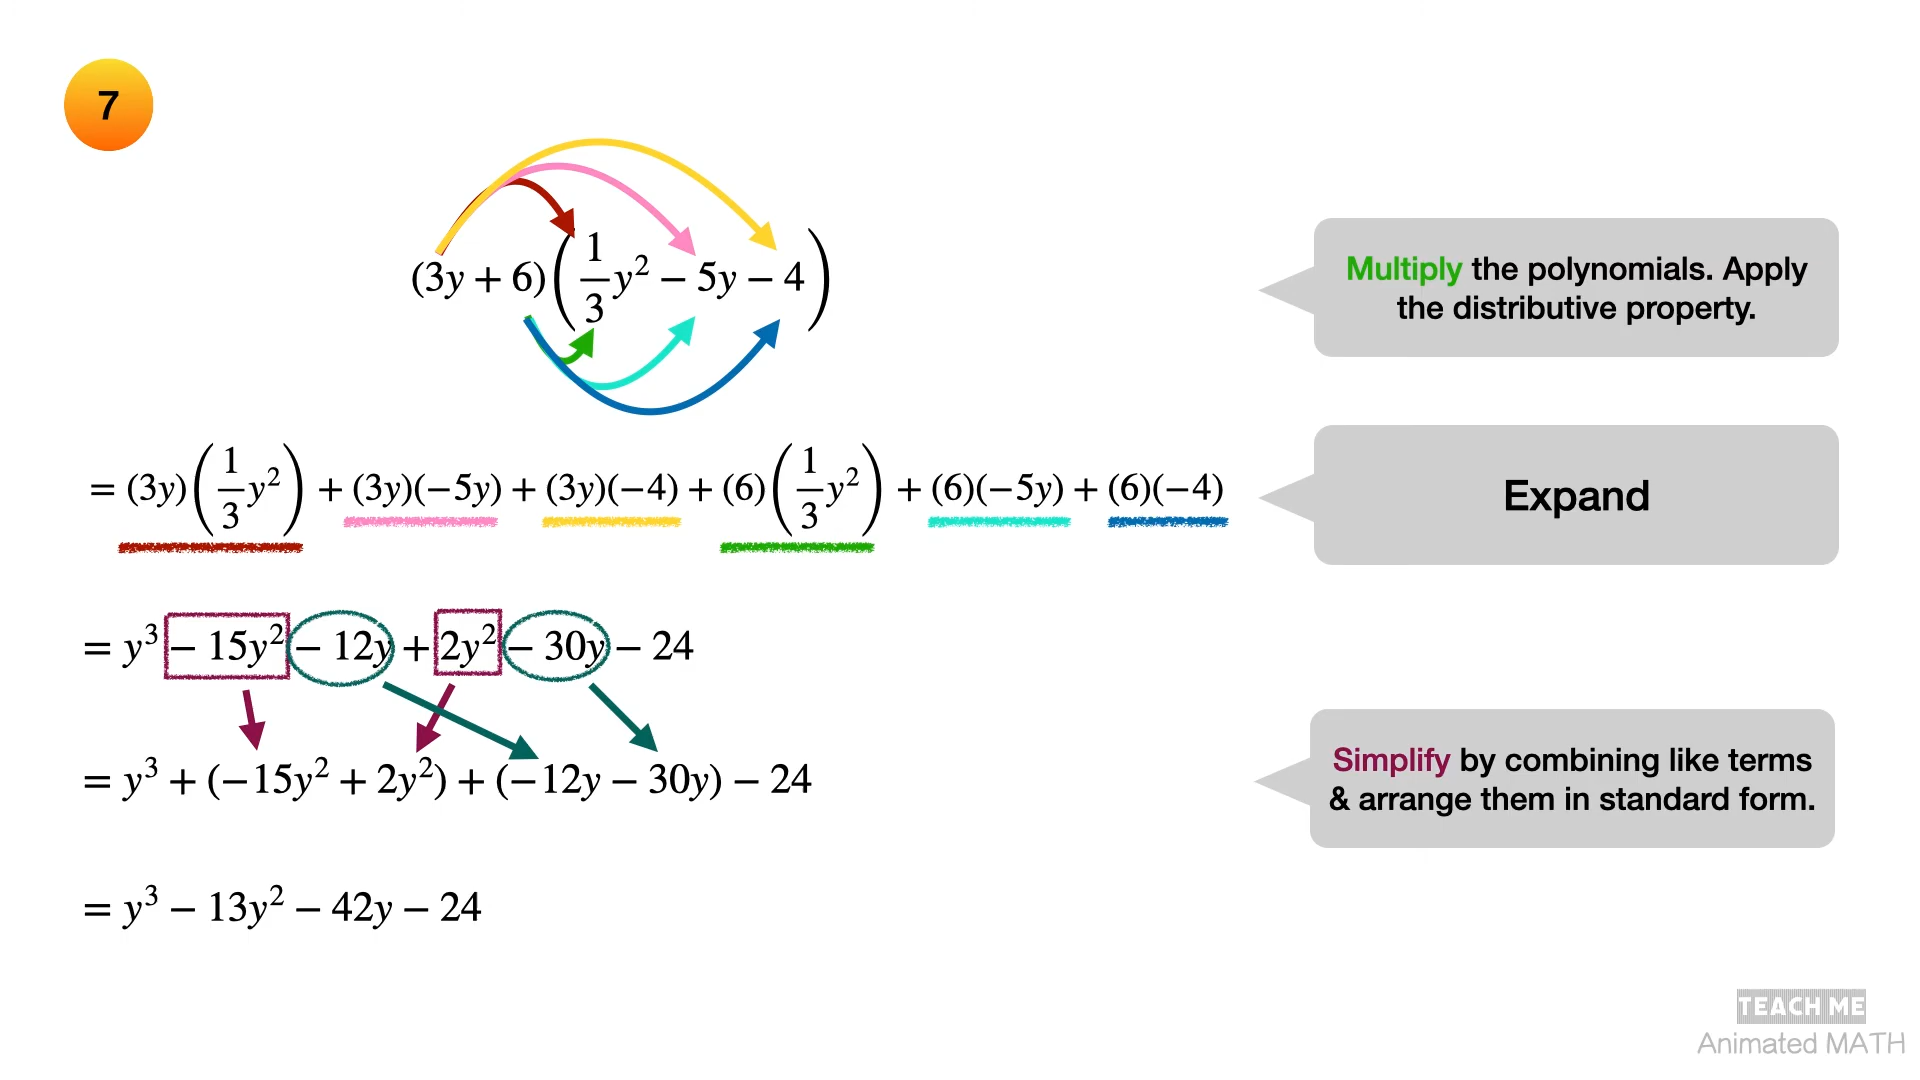 7
(3y + 6)(1/3 y² − 5y − 4)
Multiply the polynomials. Apply
the distributive property.
= (3y)(1/3 y²) + (3y)(−5y) + (3y)(−4) + (6)(1/3 y²) + (6)(−5y) + (6)(−4)
Expand
= y³ − 15y² − 12y + 2y² − 30y − 24
= y³ + (−15y² + 2y²) + (−12y − 30y) − 24
Simplify by combining like terms
& arrange them in standard form.
= y³ − 13y² − 42y − 24
TEACH ME
Animated MATH